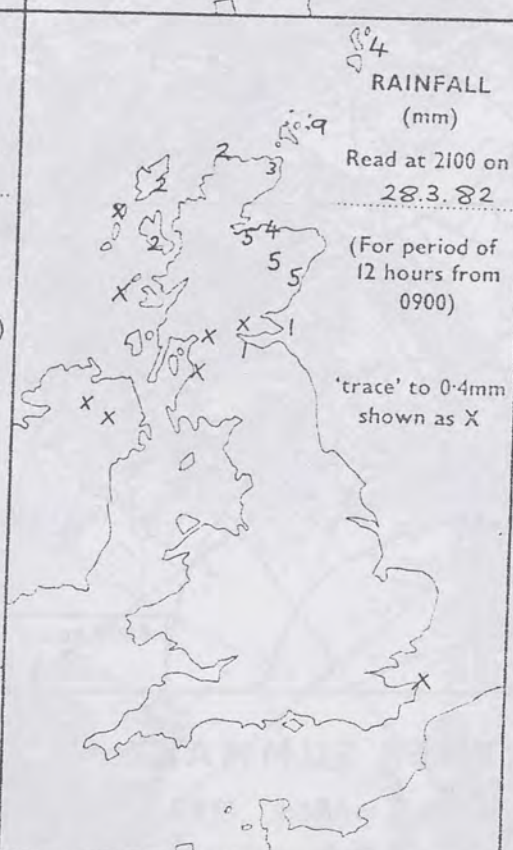 4
RAINFALL
(mm)
9
Read at 2100 on
28.3.82
2
3
2
X
2
5 4
5
5
(For period of
12 hours from
0900)
X
X
X
1
1
X
'trace' to 0·4mm
shown as X
X
X
X